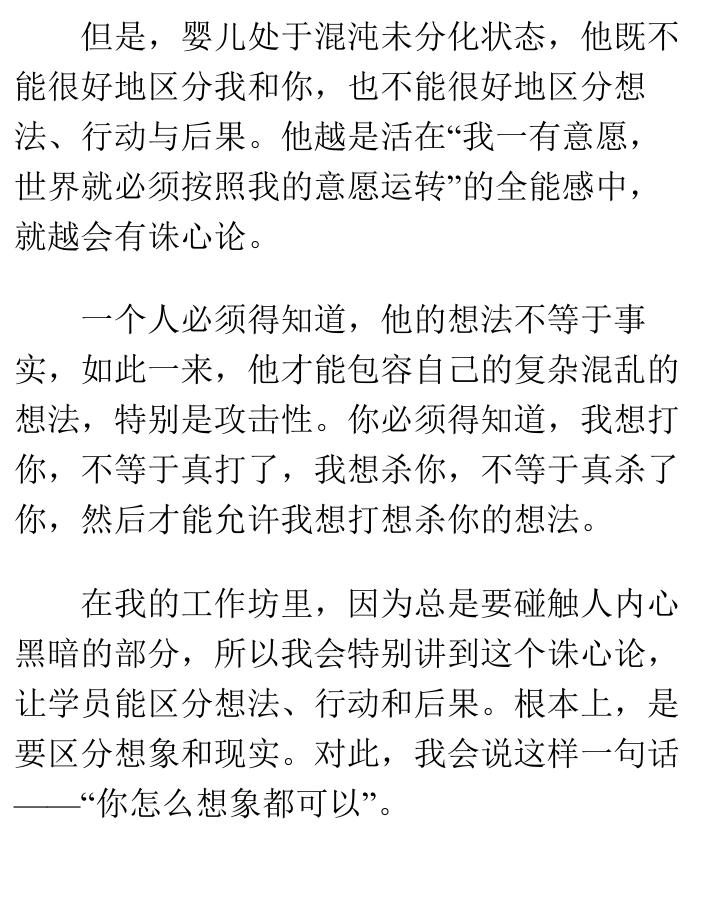 但是，婴儿处于混沌未分化状态，他既不
能很好地区分我和你，也不能很好地区分想
法、行动与后果。他越是活在“我一有意愿，
世界就必须按照我的意愿运转”的全能感中，
就越会有诛心论。
一个人必须得知道，他的想法不等于事
实，如此一来，他才能包容自己的复杂混乱的
想法，特别是攻击性。你必须得知道，我想打
你，不等于真打了，我想杀你，不等于真杀了
你，然后才能允许我想打想杀你的想法。
在我的工作坊里，因为总是要碰触人内心
黑暗的部分，所以我会特别讲到这个诛心论，
让学员能区分想法、行动和后果。根本上，是
要区分想象和现实。对此，我会说这样一句话
——“你怎么想象都可以”。